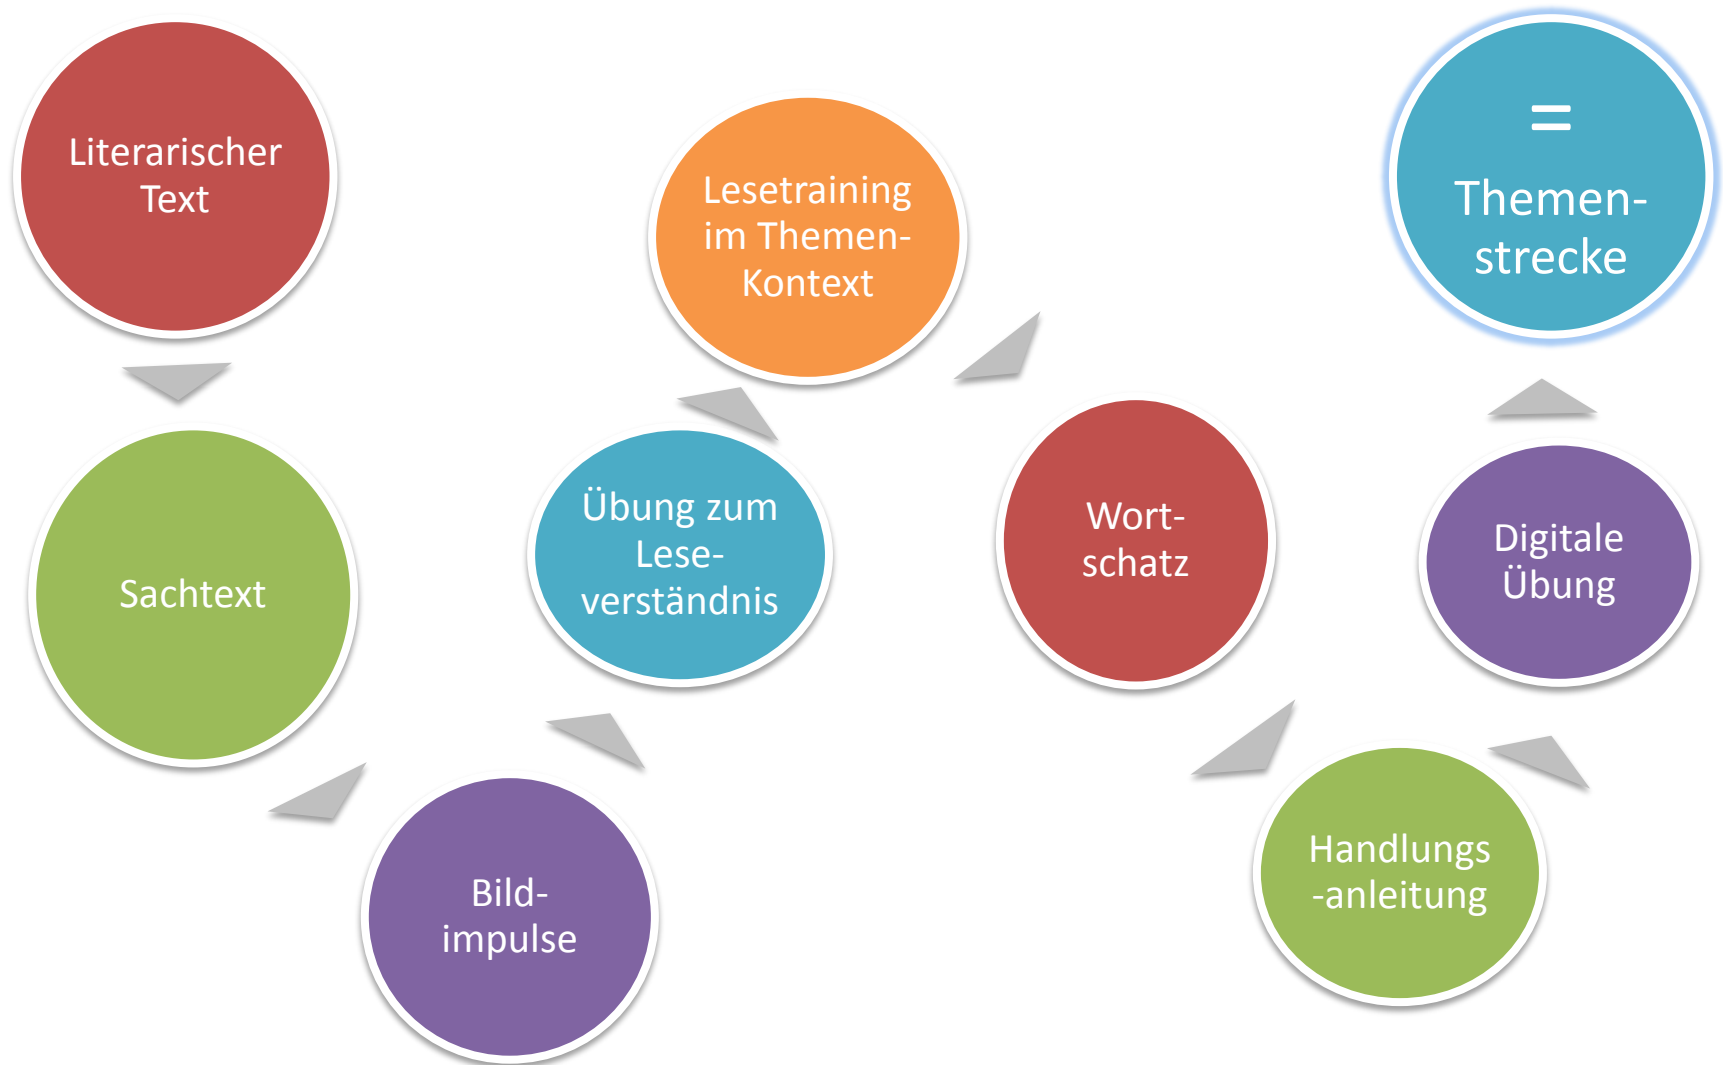 Literarischer
Text
Sachtext
Bild-
impulse
Übung zum
Lese-
verständnis
Lesetraining
im Themen-
Kontext
Wort-
schatz
Handlungs
-anleitung
Digitale
Übung
=
Themen-
strecke